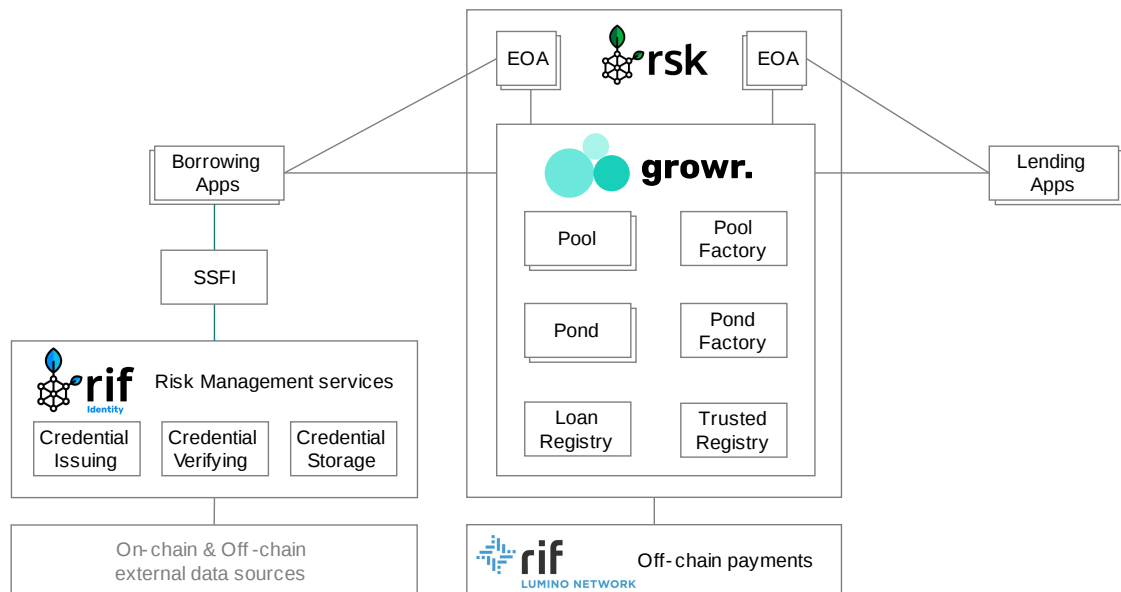 EOA
rsk
EOA
growr.
Borrowing
Apps
Lending
Apps
Pool
Pool
Factory
SSFI
Pond
Pond
Factory
rif
Identity
Risk Management services
Credential
Issuing
Credential
Verifying
Credential
Storage
Loan
Registry
Trusted
Registry
On-chain & Off-chain
external data sources
rif
LUMINO NETWORK
Off-chain payments